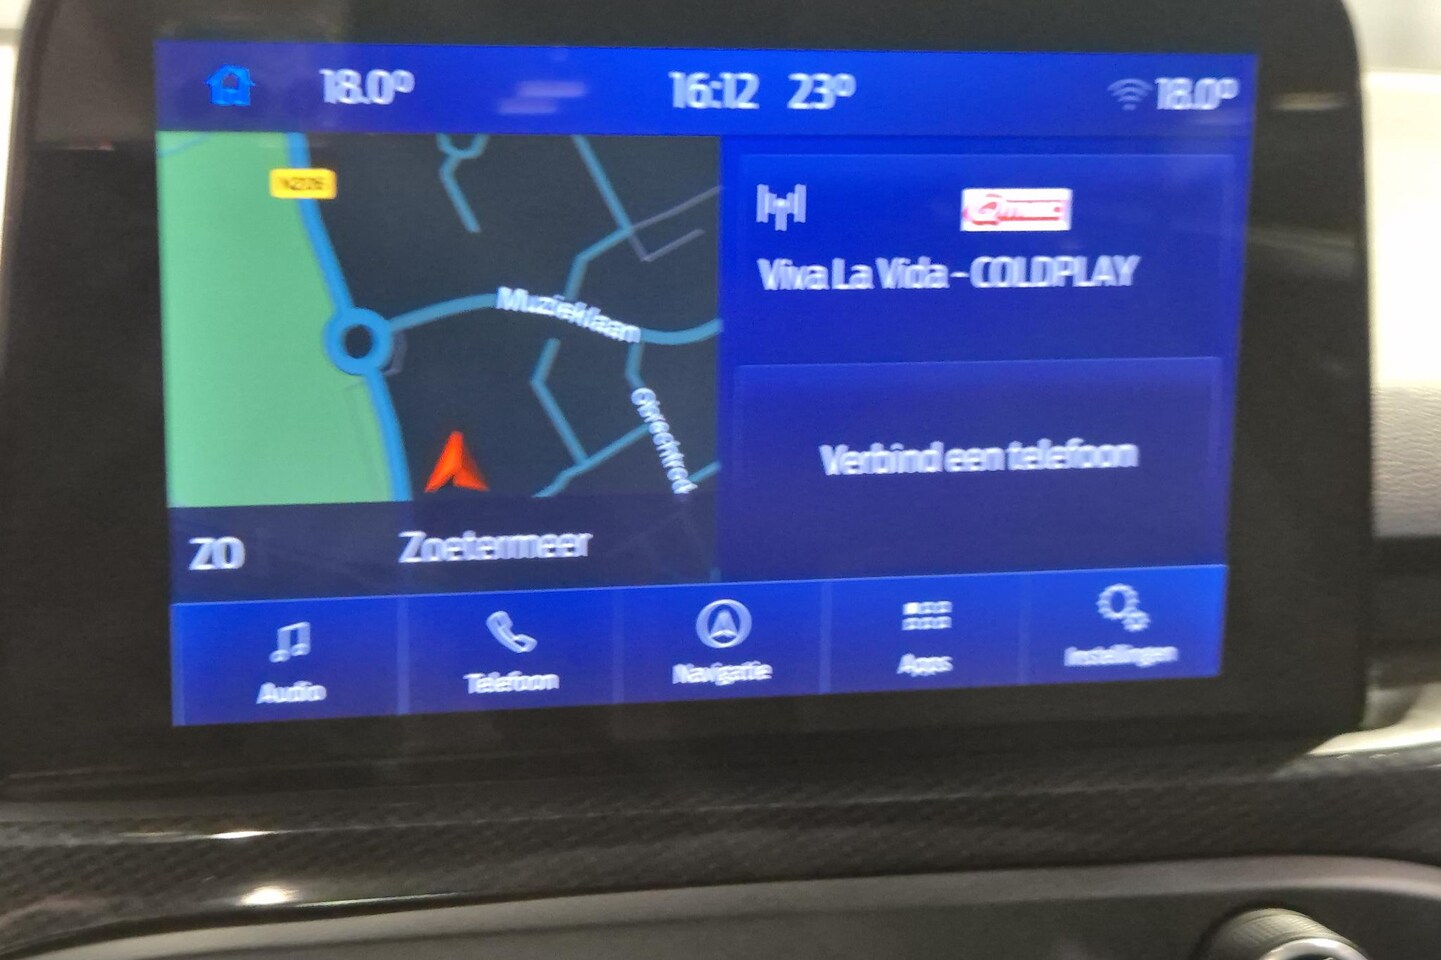 18.0° 16:12 23° 18.0°
N206
Qmusic
Viva La Vida - COLDPLAY
Muzieklaan
Verbind een telefoon
ZO Zoetermeer
Audio Telefoon Navigatie Apps Instellingen